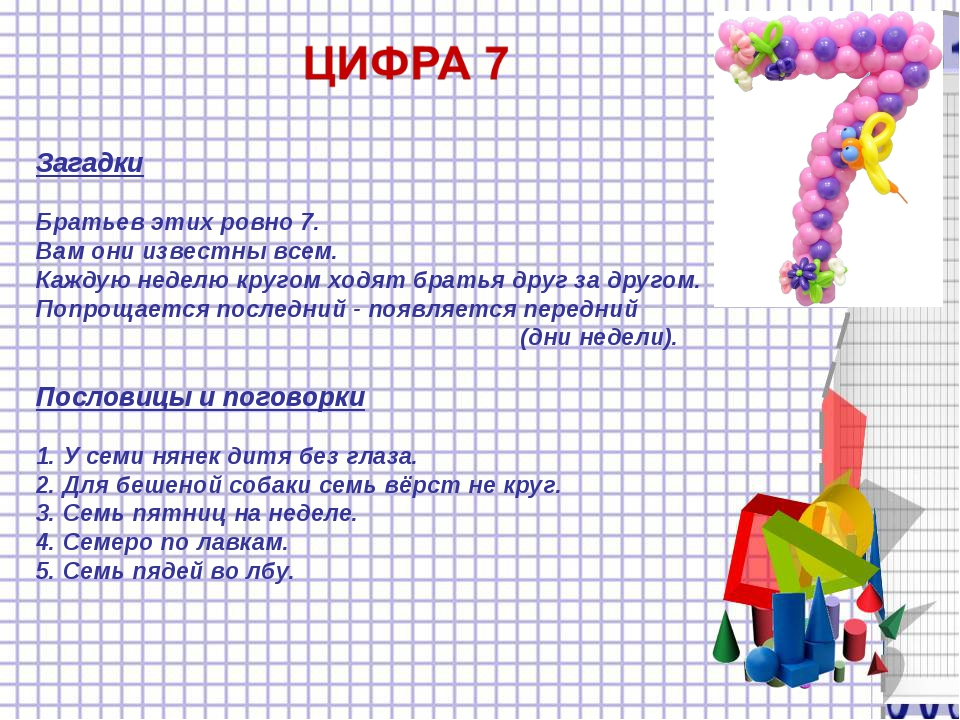 ЦИФРА 7
Загадки
Братьев этих ровно 7.
Вам они известны всем.
Каждую неделю кругом ходят братья друг за другом.
Попрощается последний - появляется передний
(дни недели).
Пословицы и поговорки
1. У семи нянек дитя без глаза.
2. Для бешеной собаки семь вёрст не круг.
3. Семь пятниц на неделе.
4. Семеро по лавкам.
5. Семь пядей во лбу.